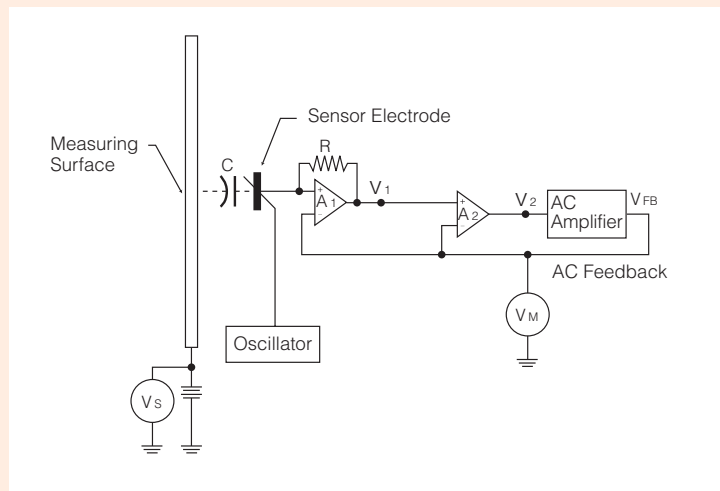 Sensor Electrode
Measuring
Surface
C
R
+
A1
-
V1
+
A2
-
V2
AC
Amplifier
VFB
AC Feedback
VM
Oscillator
VS